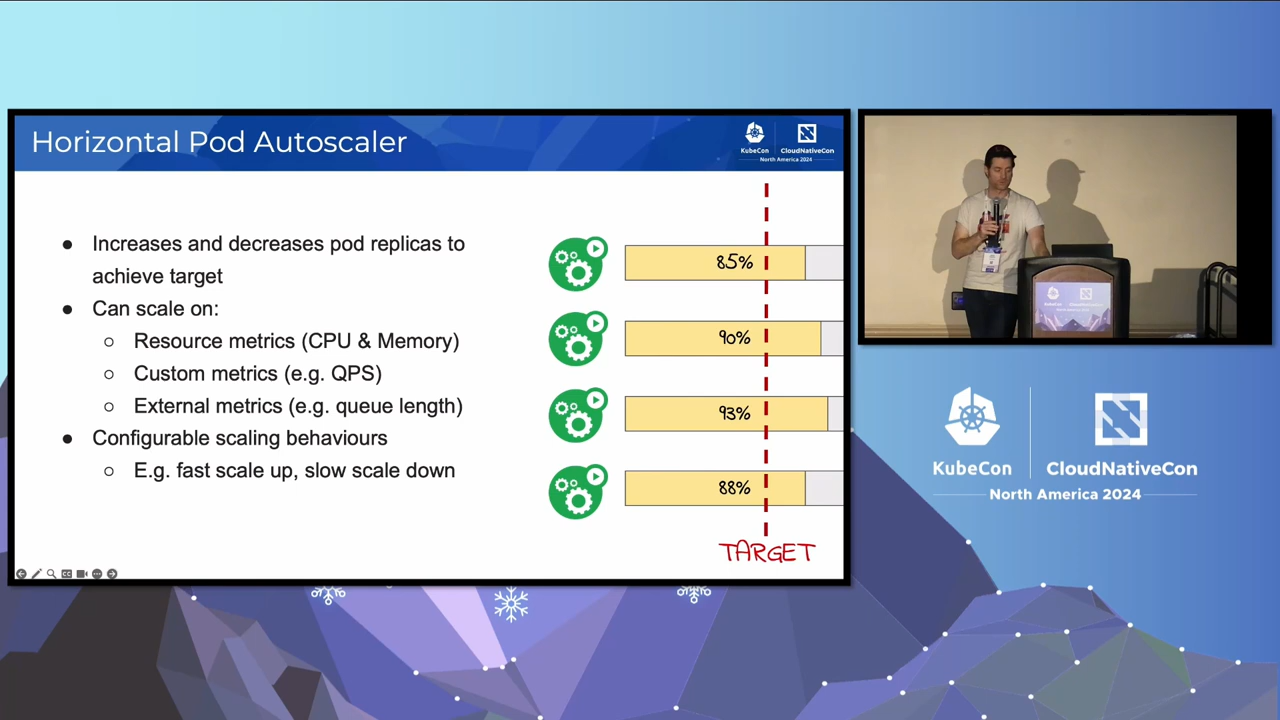 Horizontal Pod Autoscaler
KubeCon
CloudNativeCon
North America 2024
● Increases and decreases pod replicas to
achieve target
● Can scale on:
○ Resource metrics (CPU & Memory)
○ Custom metrics (e.g. QPS)
○ External metrics (e.g. queue length)
● Configurable scaling behaviours
○ E.g. fast scale up, slow scale down
85%
90%
93%
88%
TARGET
KubeCon
CloudNativeCon
North America 2024